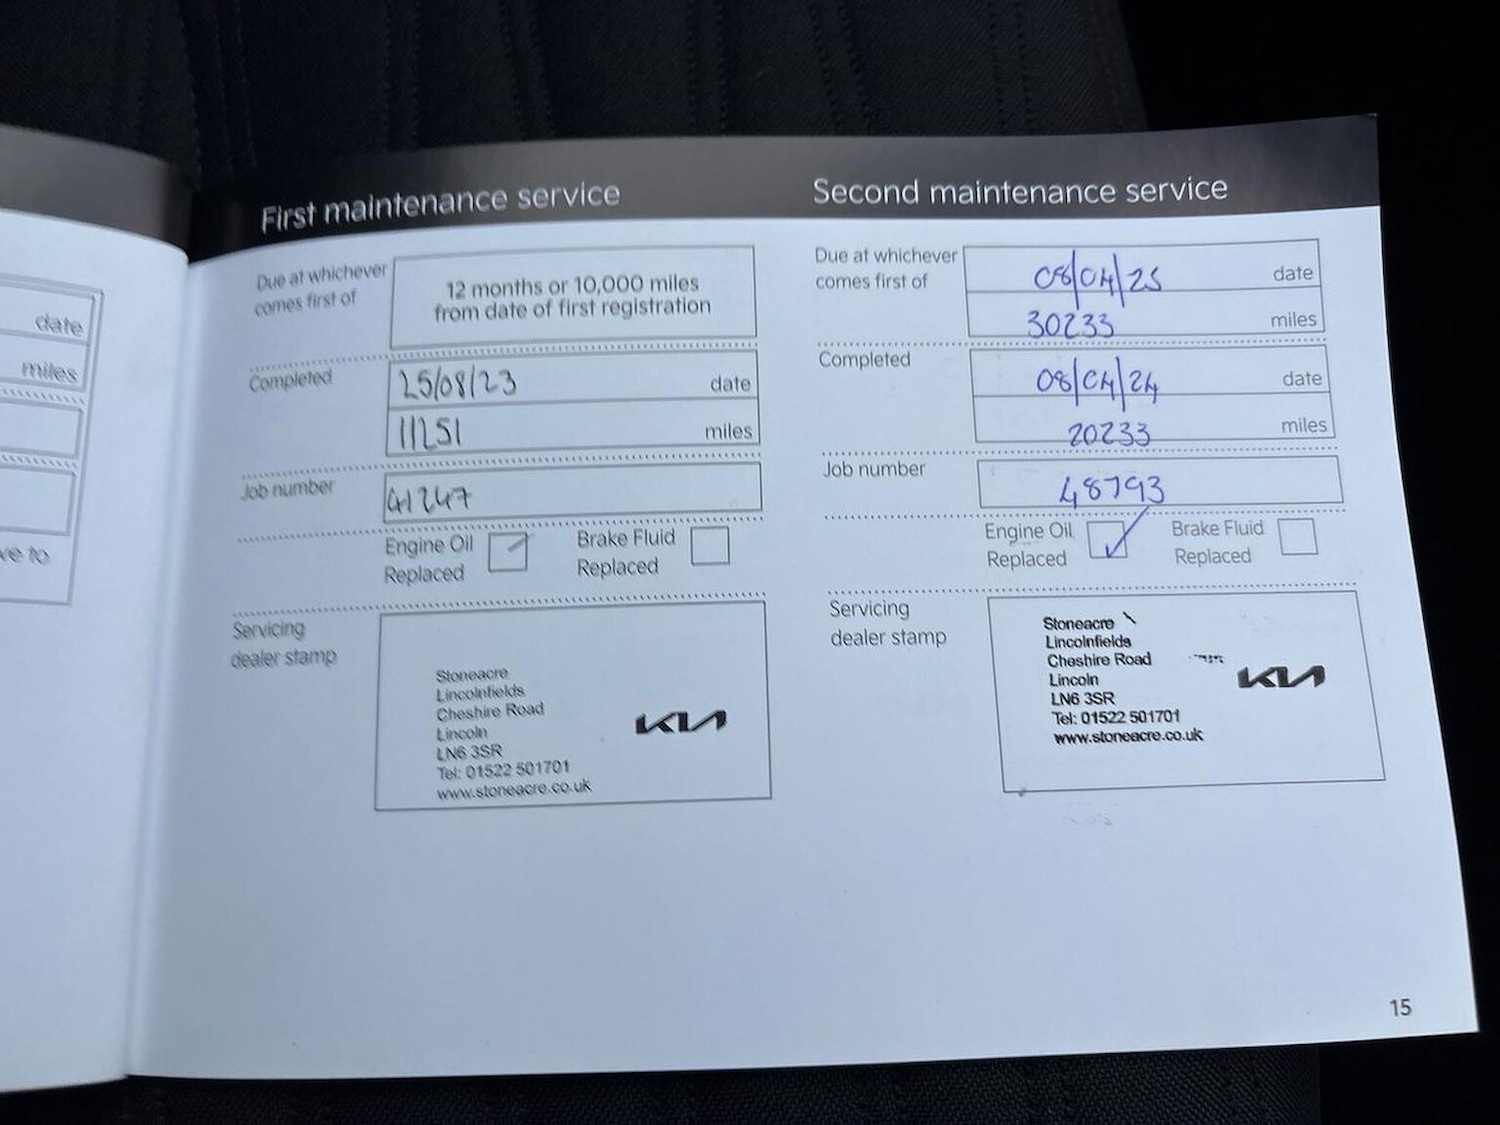 date
miles
ve to
First maintenance service
Due at whichever
comes first of
12 months or 10,000 miles
from date of first registration
Completed
25/08/23 date
11251 miles
Job number
41247
Engine Oil
Replaced
Brake Fluid
Replaced
Servicing
dealer stamp
Stoneacre
Lincolnfields
Cheshire Road
Lincoln
LN6 3SR
Tel: 01522 501701
www.stoneacre.co.uk
KIA
Second maintenance service
Due at whichever
comes first of
08/04/25 date
30233 miles
Completed
08/04/24 date
20233 miles
Job number
48793
Engine Oil
Replaced
Brake Fluid
Replaced
Servicing
dealer stamp
Stoneacre
Lincolnfields
Cheshire Road
Lincoln
LN6 3SR
Tel: 01522 501701
www.stoneacre.co.uk
KIA
15